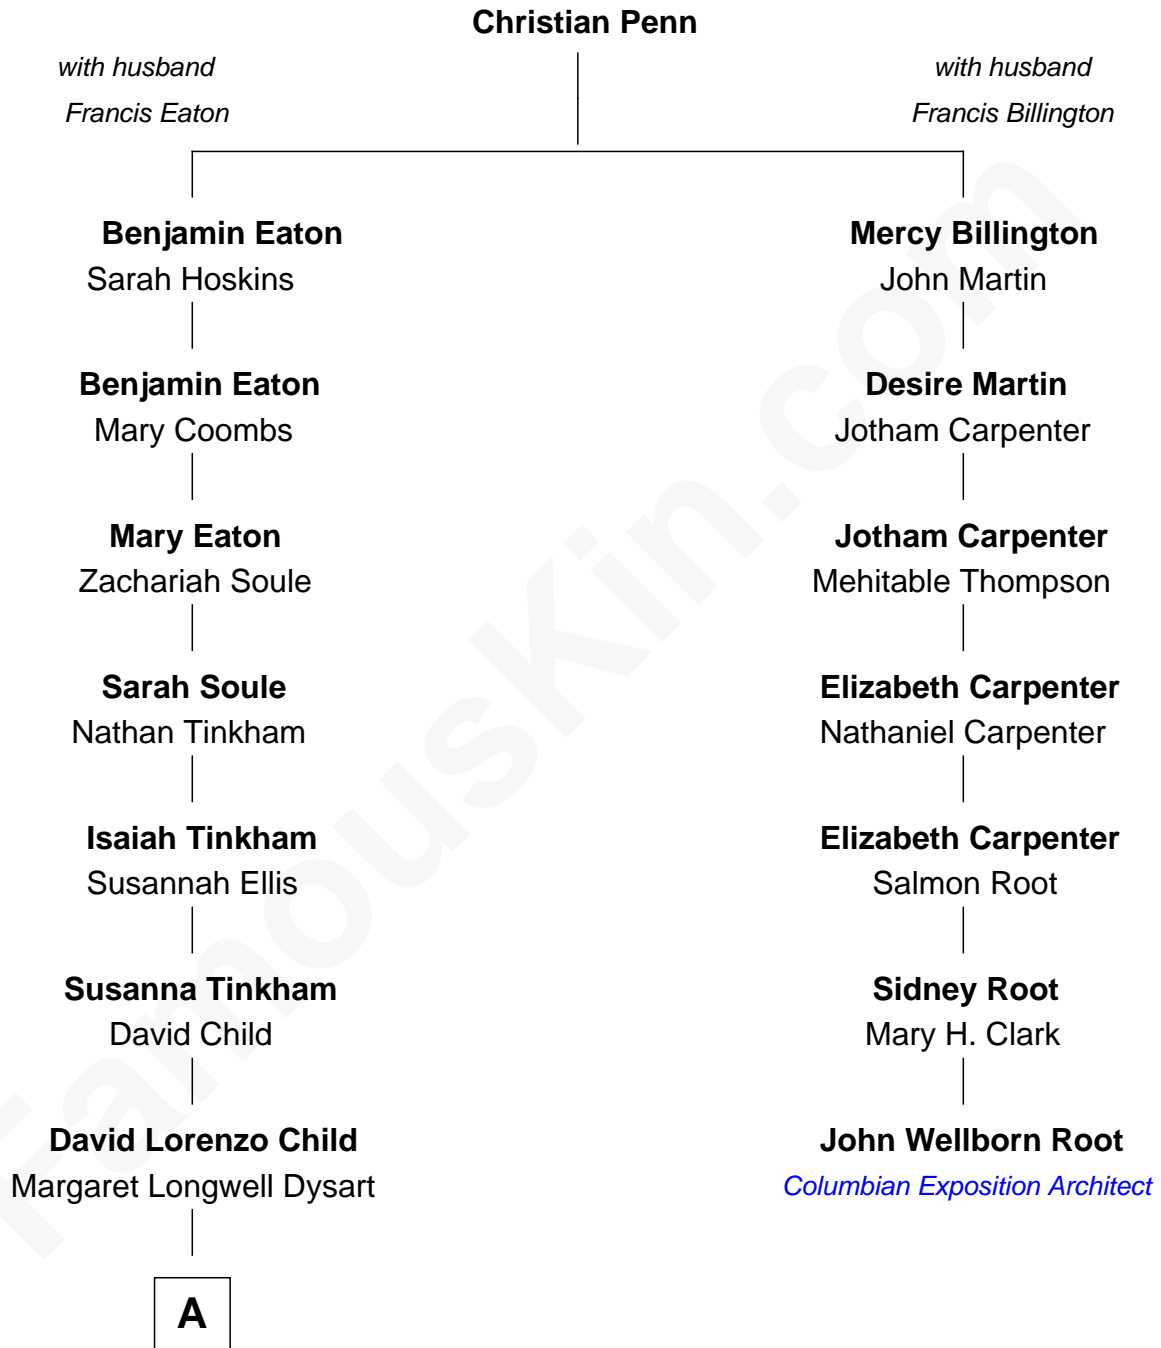 Christian Penn
with husband
Francis Eaton
with husband
Francis Billington
Benjamin Eaton
Sarah Hoskins
Mercy Billington
John Martin
Benjamin Eaton
Mary Coombs
Desire Martin
Jotham Carpenter
Mary Eaton
Zachariah Soule
Jotham Carpenter
Mehitable Thompson
Sarah Soule
Nathan Tinkham
Elizabeth Carpenter
Nathaniel Carpenter
Isaiah Tinkham
Susannah Ellis
Elizabeth Carpenter
Salmon Root
Susanna Tinkham
David Child
Sidney Root
Mary H. Clark
David Lorenzo Child
Margaret Longwell Dysart
John Wellborn Root
Columbian Exposition Architect
A
FamousKin.com